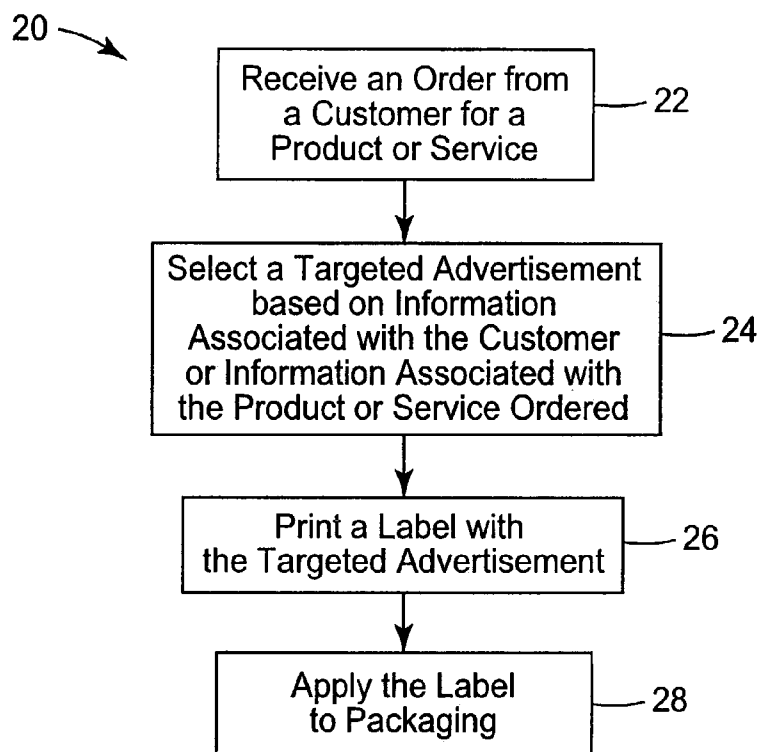 20
Receive an Order from
a Customer for a
Product or Service
22
Select a Targeted Advertisement
based on Information
Associated with the Customer
or Information Associated with
the Product or Service Ordered
24
Print a Label with
the Targeted Advertisement
26
Apply the Label
to Packaging
28